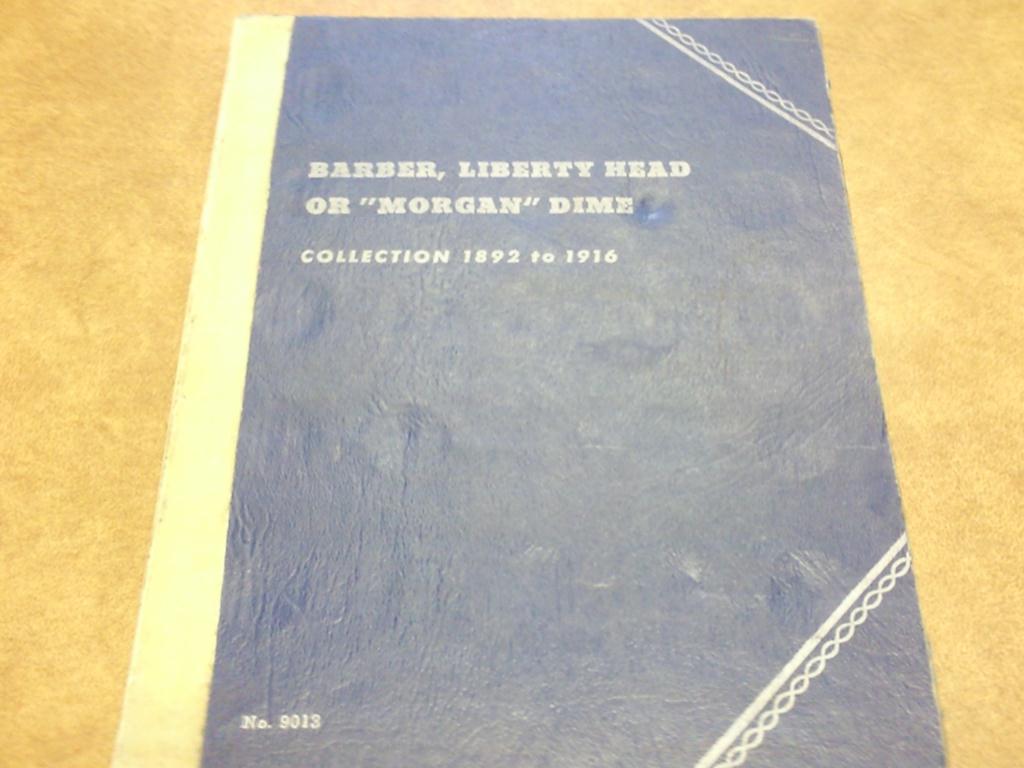 BARBER, LIBERTY HEAD
OR "MORGAN" DIME
COLLECTION 1892 to 1916
No. 9013